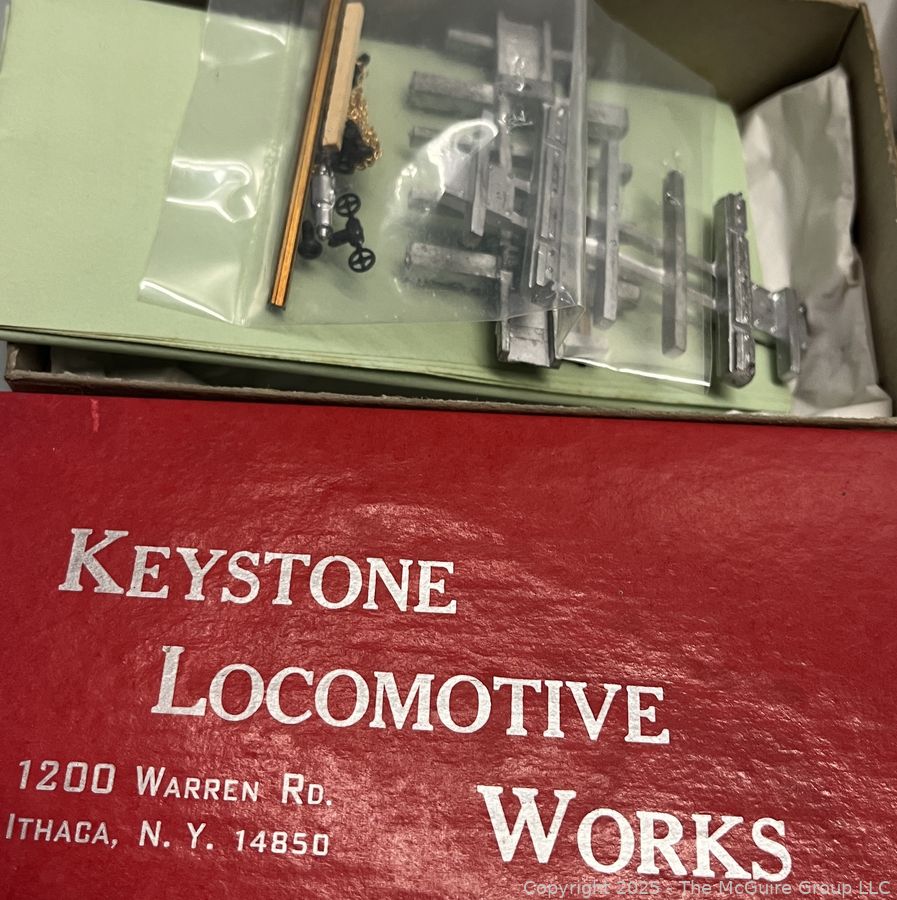 KEYSTONE
LOCOMOTIVE
WORKS
1200 WARREN RD.
ITHACA, N. Y. 14850
Copyright 2025 - The McGuire Group LLC